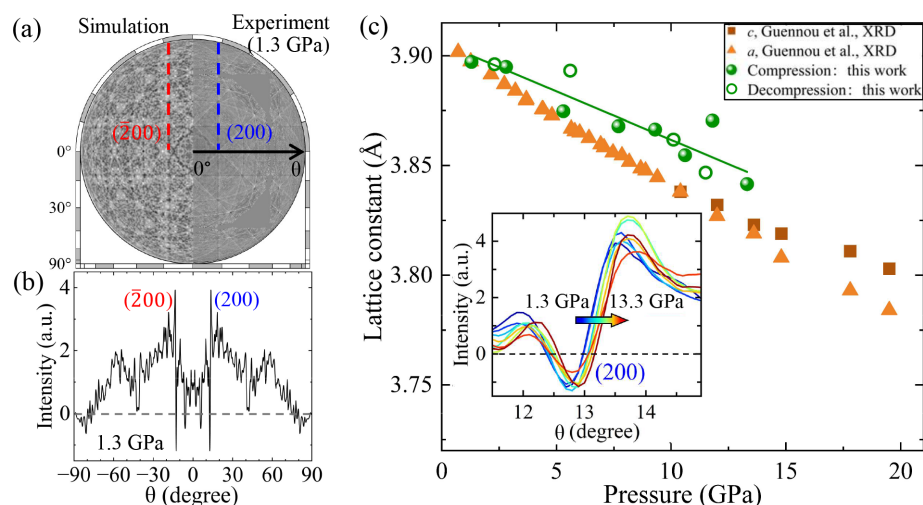 (a)
Simulation
Experiment
(1.3 GPa)
(2̅00)
(200)
0°
0°
θ
30°
60°
90°
(b)
(2̅00)
(200)
Intensity (a.u.)
4
2
0
1.3 GPa
−90 −60 −30 0 30 60 90
θ (degree)
(c)
c, Guennou et al., XRD
a, Guennou et al., XRD
Compression: this work
Decompression: this work
Lattice constant (Å)
3.90
3.85
3.80
3.75
0 5 10 15 20
Pressure (GPa)
Intensity (a.u.)
4
2
0
1.3 GPa
13.3 GPa
(200)
12 13 14
θ (degree)